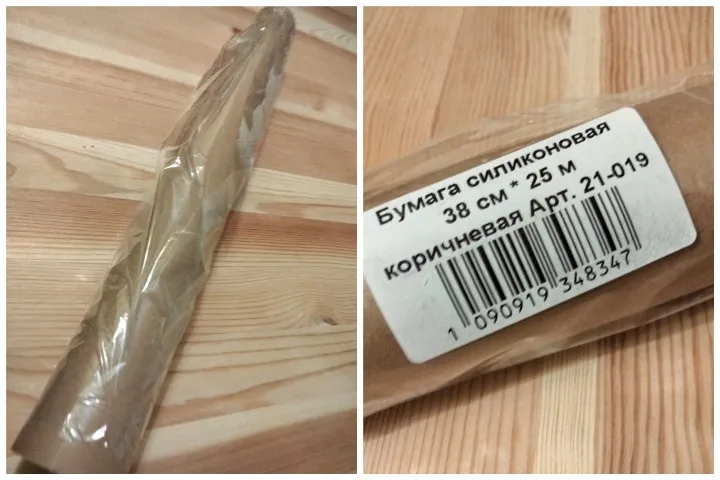 Бумага силиконовая
38 см * 25 м
коричневая Арт. 21-019
1 090919 348347